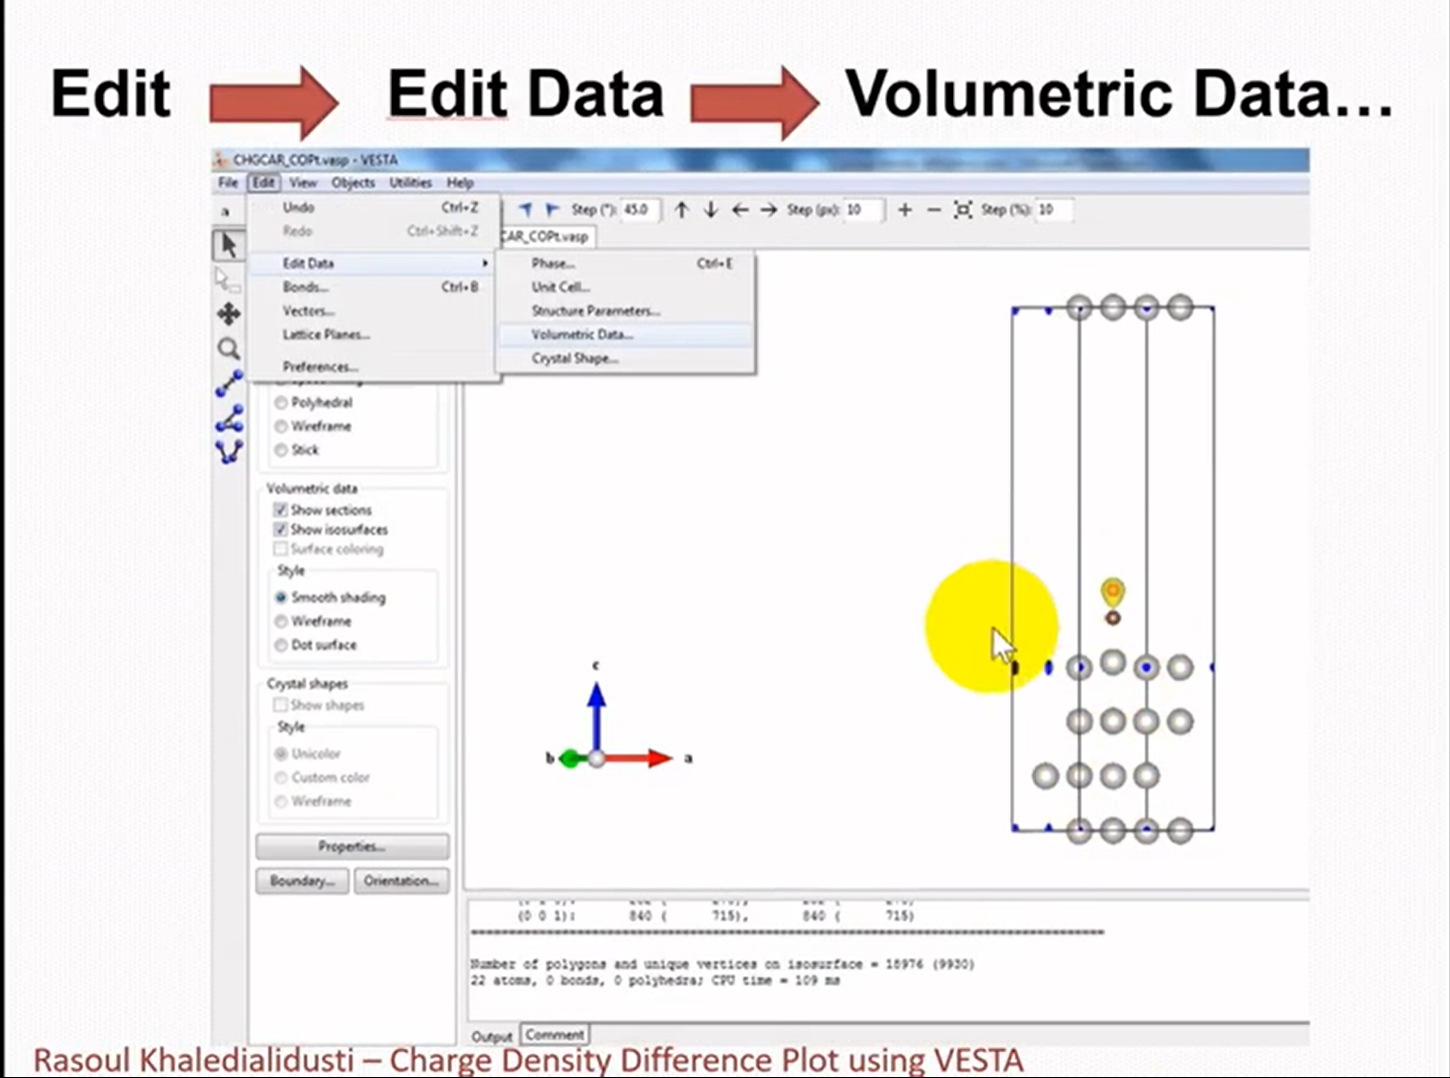 Edit Edit Data Volumetric Data...
CHGCAR_COPt.vasp - VESTA
File Edit View Objects Utilities Help
a Step (°): 45.0 Step (px): 10 Step (%): 10
Undo Ctrl+Z
Redo Ctrl+Shift+Z
CAR_COPt.vasp
Edit Data
Bonds... Ctrl+B
Vectors...
Lattice Planes...
Preferences...
Phase... Ctrl+E
Unit Cell...
Structure Parameters...
Volumetric Data...
Crystal Shape...
Polyhedral
Wireframe
Stick
Volumetric data
Show sections
Show isosurfaces
Surface coloring
Style
Smooth shading
Wireframe
Dot surface
Crystal shapes
Show shapes
Style
Unicolor
Custom color
Wireframe
Properties...
Boundary... Orientation...
c
b a
(0 0 1): 840 ( 715), 840 ( 715)
Number of polygons and unique vertices on isosurface = 18976 (9930)
22 atoms, 0 bonds, 0 polyhedra; CPU time = 109 ms
Output Comment
Rasoul Khaledialidusti – Charge Density Difference Plot using VESTA